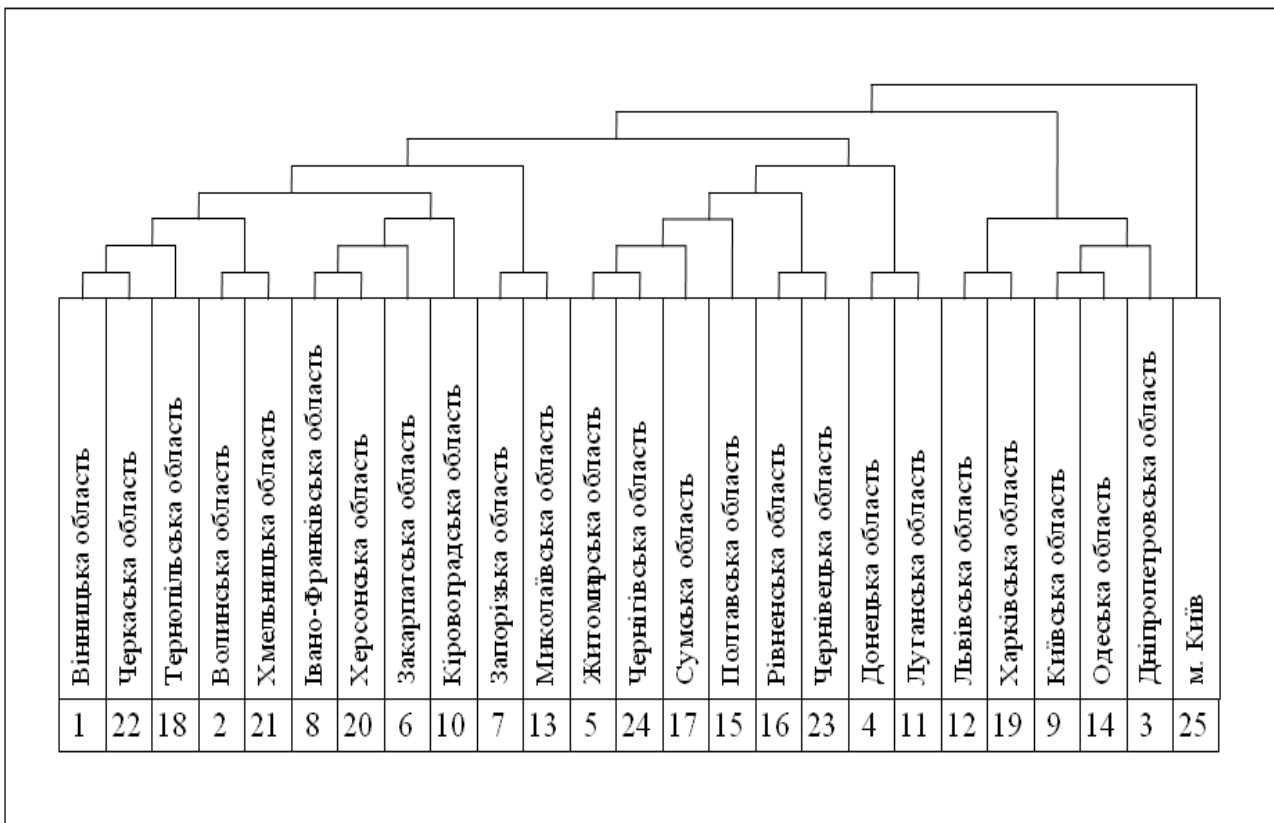 Вінницька область
Черкаська область
Тернопільська область
Волинська область
Хмельницька область
Івано-Франківська область
Херсонська область
Закарпатська область
Кіровоградська область
Запорізька область
Миколаївська область
Житомирська область
Чернігівська область
Сумська область
Полтавська область
Рівненська область
Чернівецька область
Донецька область
Луганська область
Львівська область
Харківська область
Київська область
Одеська область
Дніпропетровська область
м. Київ
1 22 18 2 21 8 20 6 10 7 13 5 24 17 15 16 23 4 11 12 19 9 14 3 25